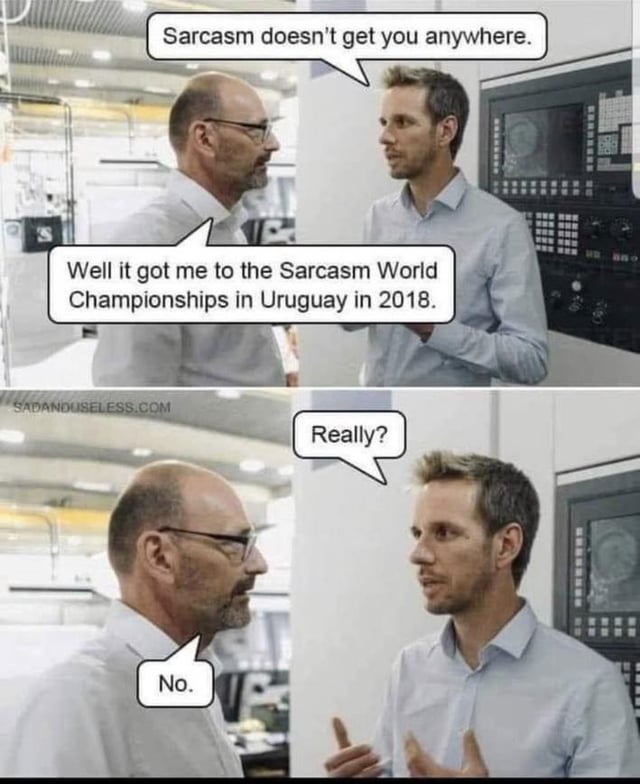 Sarcasm doesn't get you anywhere.
Well it got me to the Sarcasm World
Championships in Uruguay in 2018.
SADANDUSELESS.COM
Really?
No.